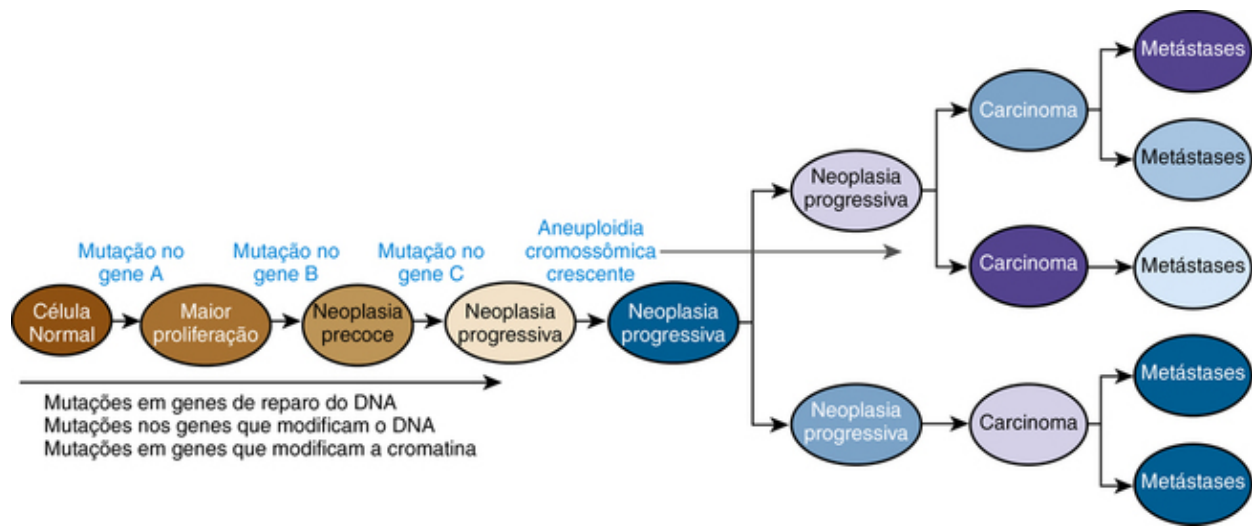 Mutação no
gene A
Mutação no
gene B
Mutação no
gene C
Aneuploidia
cromossômica
crescente
Célula
Normal
Maior
proliferação
Neoplasia
precoce
Neoplasia
progressiva
Neoplasia
progressiva
Mutações em genes de reparo do DNA
Mutações nos genes que modificam o DNA
Mutações em genes que modificam a cromatina
Neoplasia
progressiva
Carcinoma
Metástases
Metástases
Carcinoma
Metástases
Neoplasia
progressiva
Carcinoma
Metástases
Metástases